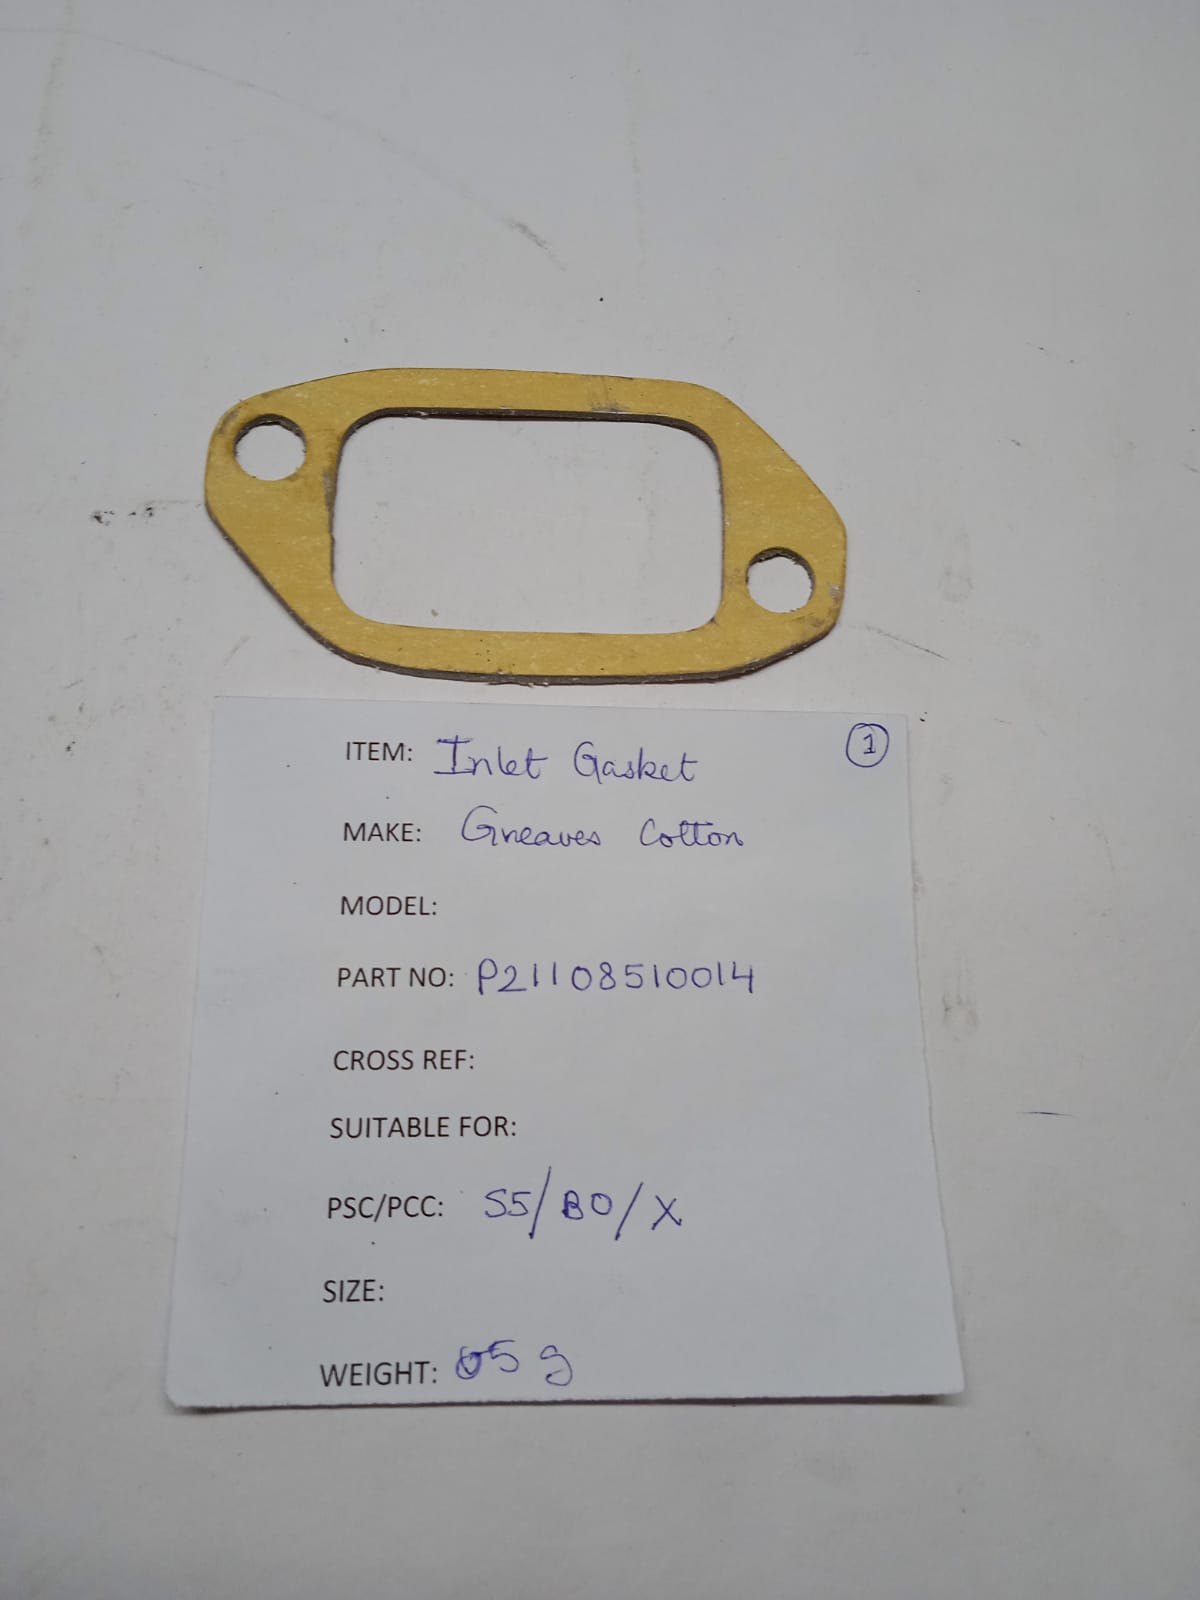 ITEM: Inlet Gasket
1
MAKE: Greaves Cotton
MODEL:
PART NO: P21108510014
CROSS REF:
SUITABLE FOR:
PSC/PCC: S5/BO/X
SIZE:
WEIGHT: 05 g